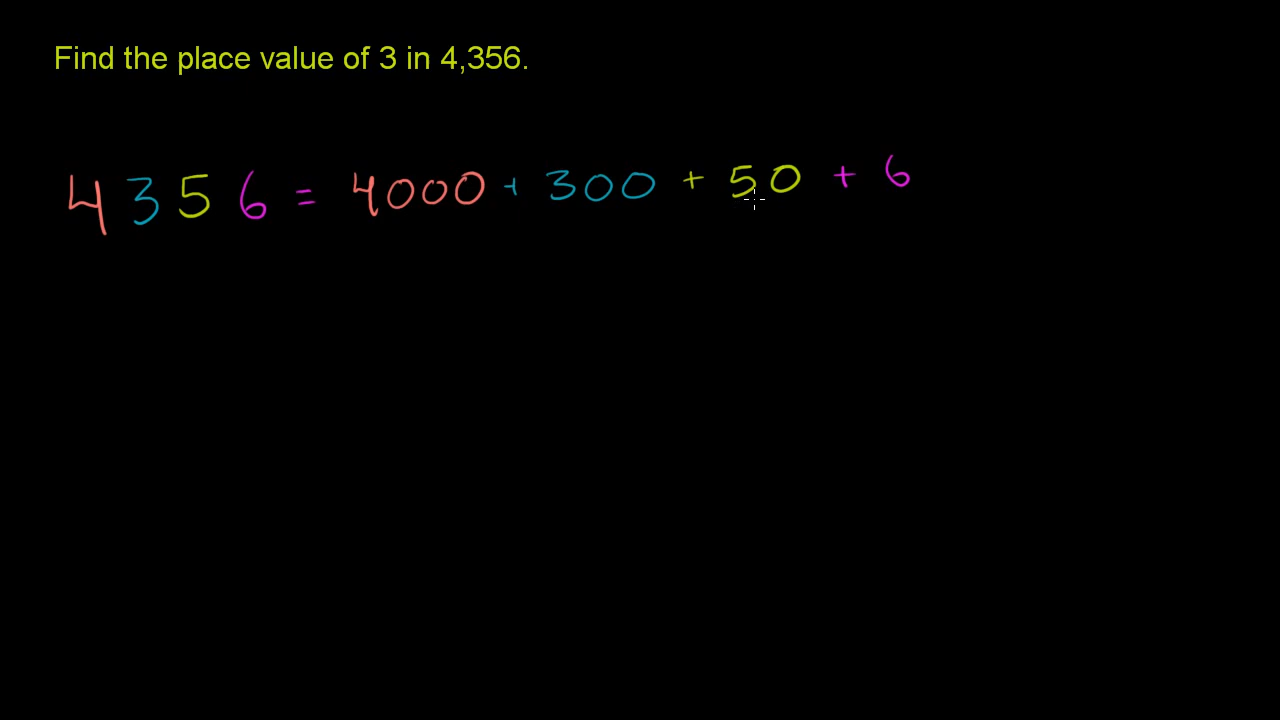 Find the place value of 3 in 4,356.
4356 = 4000 + 300 + 50 + 6